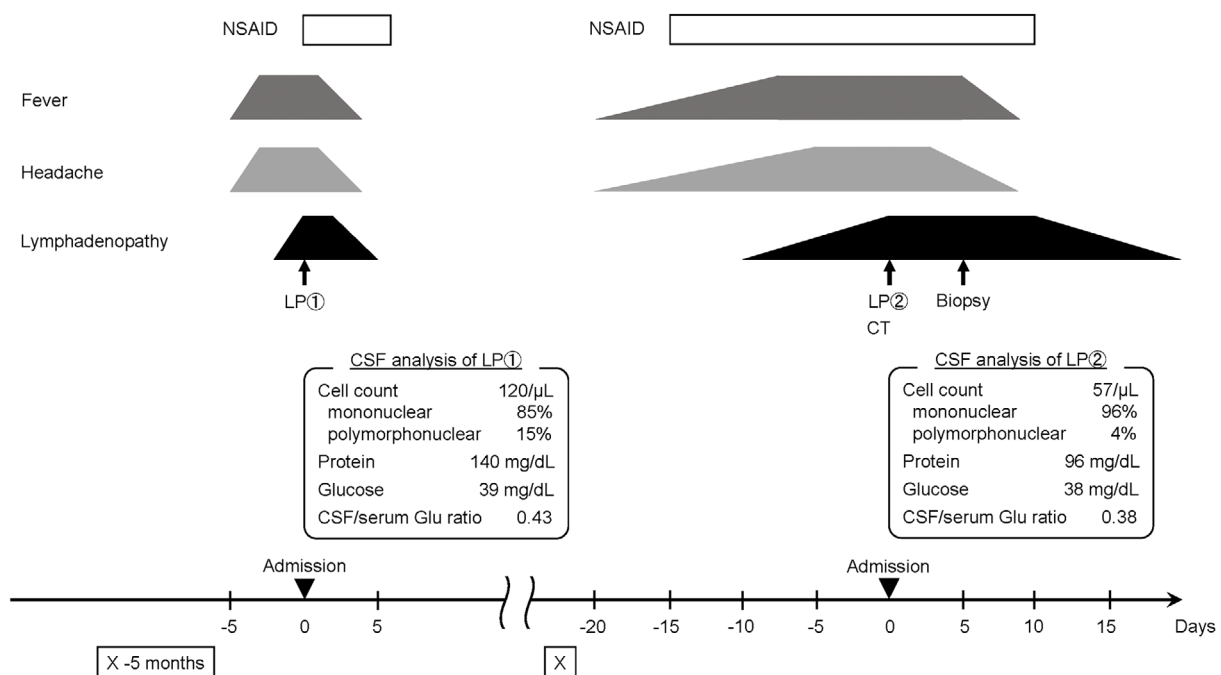 NSAID NSAID
Fever
Headache
Lymphadenopathy
LP① LP② Biopsy
CT
CSF analysis of LP① CSF analysis of LP②
Cell count 120/µL Cell count 57/µL
mononuclear 85% mononuclear 96%
polymorphonuclear 15% polymorphonuclear 4%
Protein 140 mg/dL Protein 96 mg/dL
Glucose 39 mg/dL Glucose 38 mg/dL
CSF/serum Glu ratio 0.43 CSF/serum Glu ratio 0.38
Admission Admission
-5 0 5 -20 -15 -10 -5 0 5 10 15 Days
X -5 months X